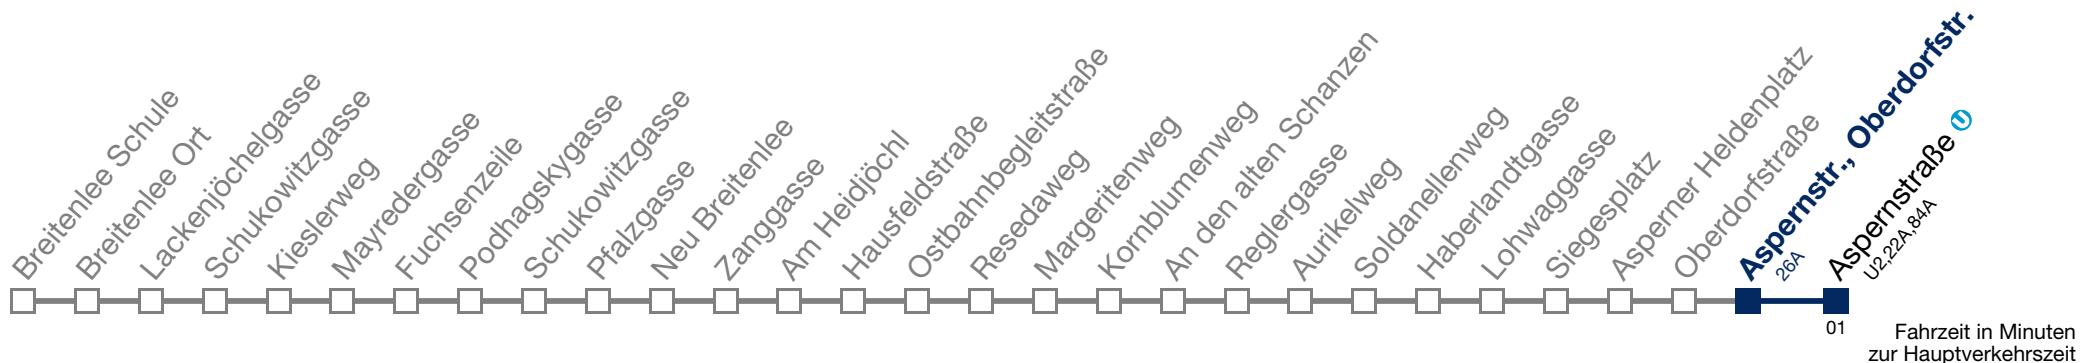 Breitenlee Schule
Breitenlee Ort
Lackenjöchelgasse
Schukowitzgasse
Kieslerweg
Mayredergasse
Fuchsenzeile
Podhagskygasse
Schukowitzgasse
Pfalzgasse
Neu Breitenlee
Zanggasse
Am Heidjöchl
Hausfeldstraße
Ostbahnbegleitstraße
Resedaweg
Margeritenweg
Kornblumenweg
An den alten Schanzen
Reglergasse
Aurikelweg
Soldanellenweg
Haberlandtgasse
Lohwaggasse
Siegesplatz
Asperner Heldenplatz
Oberdorfstraße
Aspernstr., Oberdorfstr.
26A
Aspernstraße U
U2,22A,84A
01
Fahrzeit in Minuten
zur Hauptverkehrszeit